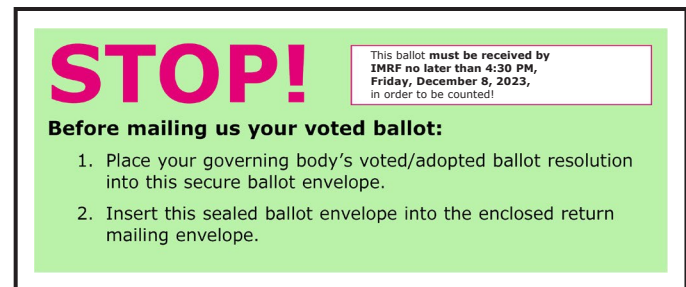 STOP!
This ballot must be received by
IMRF no later than 4:30 PM,
Friday, December 8, 2023,
in order to be counted!
Before mailing us your voted ballot:
1. Place your governing body’s voted/adopted ballot resolution
into this secure ballot envelope.
2. Insert this sealed ballot envelope into the enclosed return
mailing envelope.